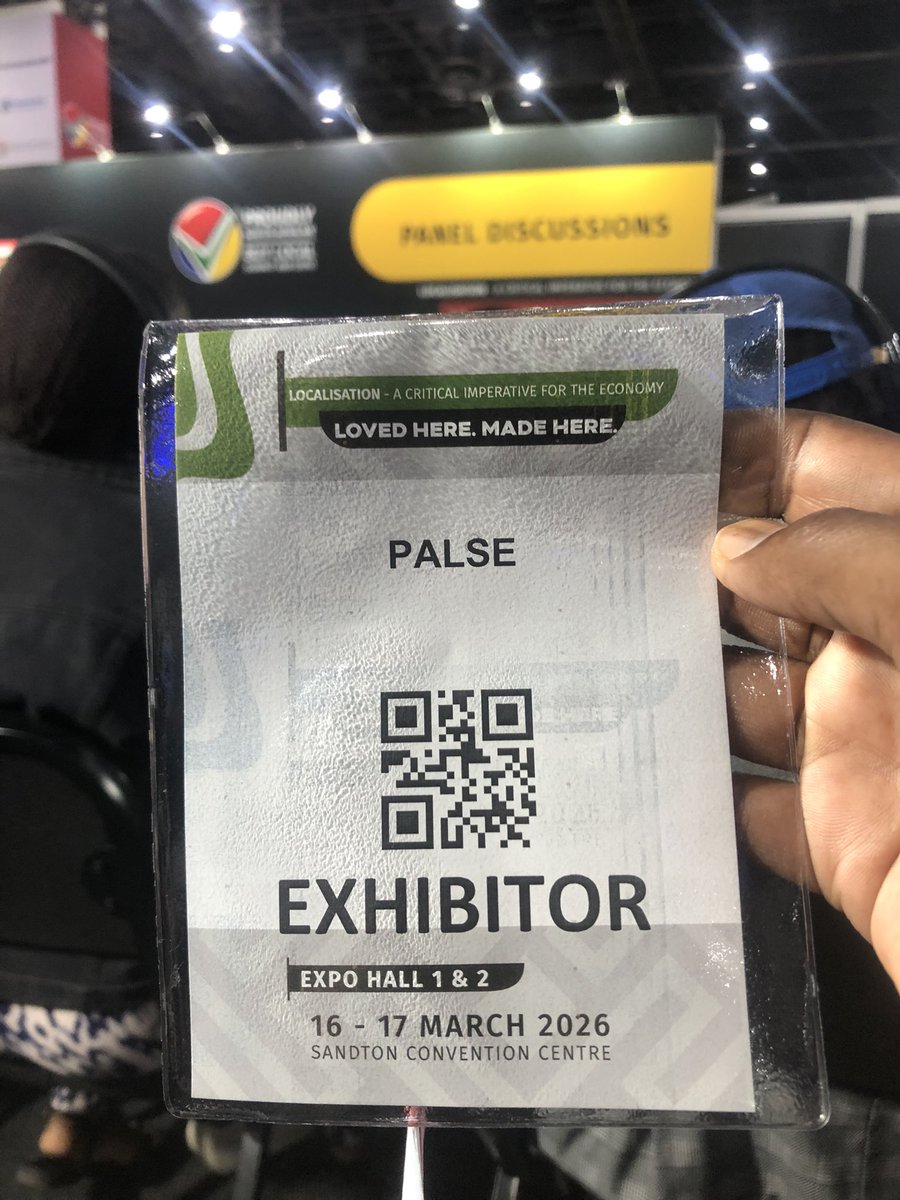 PROUDLY
PANEL DISCUSSIONS
LOCALISATION - A CRITICAL IMPERATIVE FOR THE ECONOMY
LOVED HERE. MADE HERE.
PALSE
EXHIBITOR
EXPO HALL 1 & 2
16 - 17 MARCH 2026
SANDTON CONVENTION CENTRE